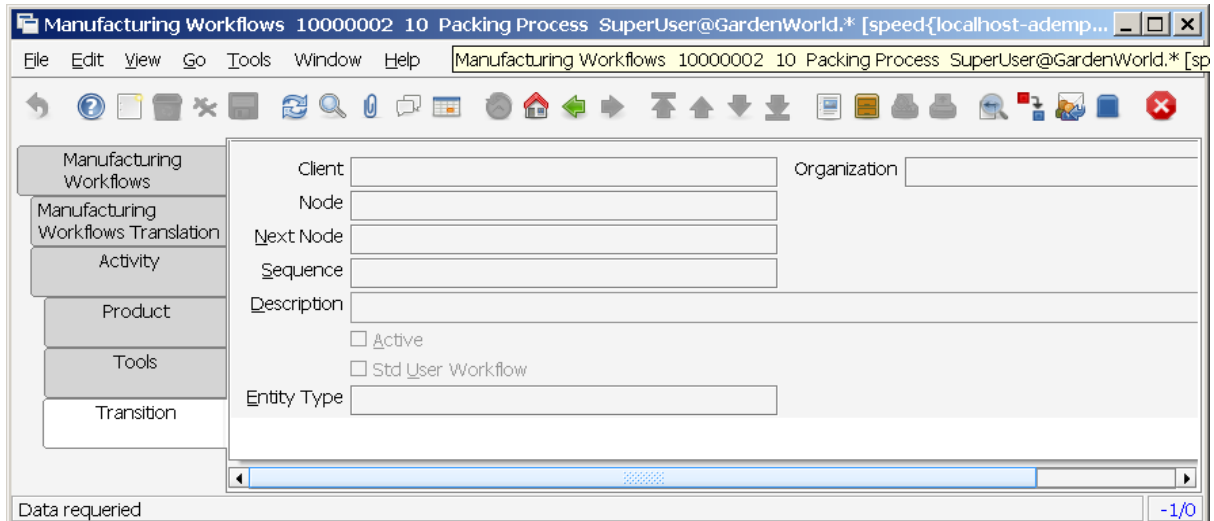 Manufacturing Workflows 10000002 10 Packing Process SuperUser@GardenWorld.* [speed{localhost-ademp...
File Edit View Go Tools Window Help Manufacturing Workflows 10000002 10 Packing Process SuperUser@GardenWorld.* [sp
Manufacturing
Workflows
Manufacturing
Workflows Translation
Activity
Product
Tools
Transition
Client
Organization
Node
Next Node
Sequence
Description
Active
Std User Workflow
Entity Type
Data requeried
-1/0